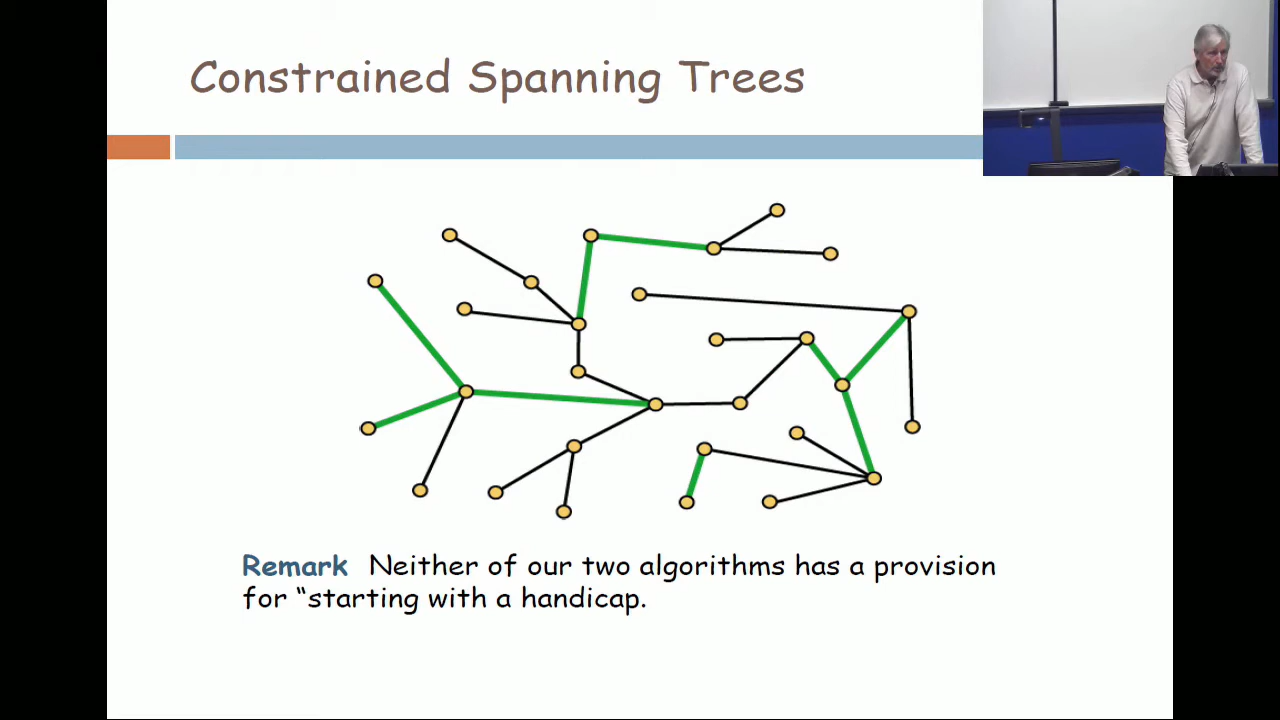 Constrained Spanning Trees
Remark Neither of our two algorithms has a provision
for “starting with a handicap.